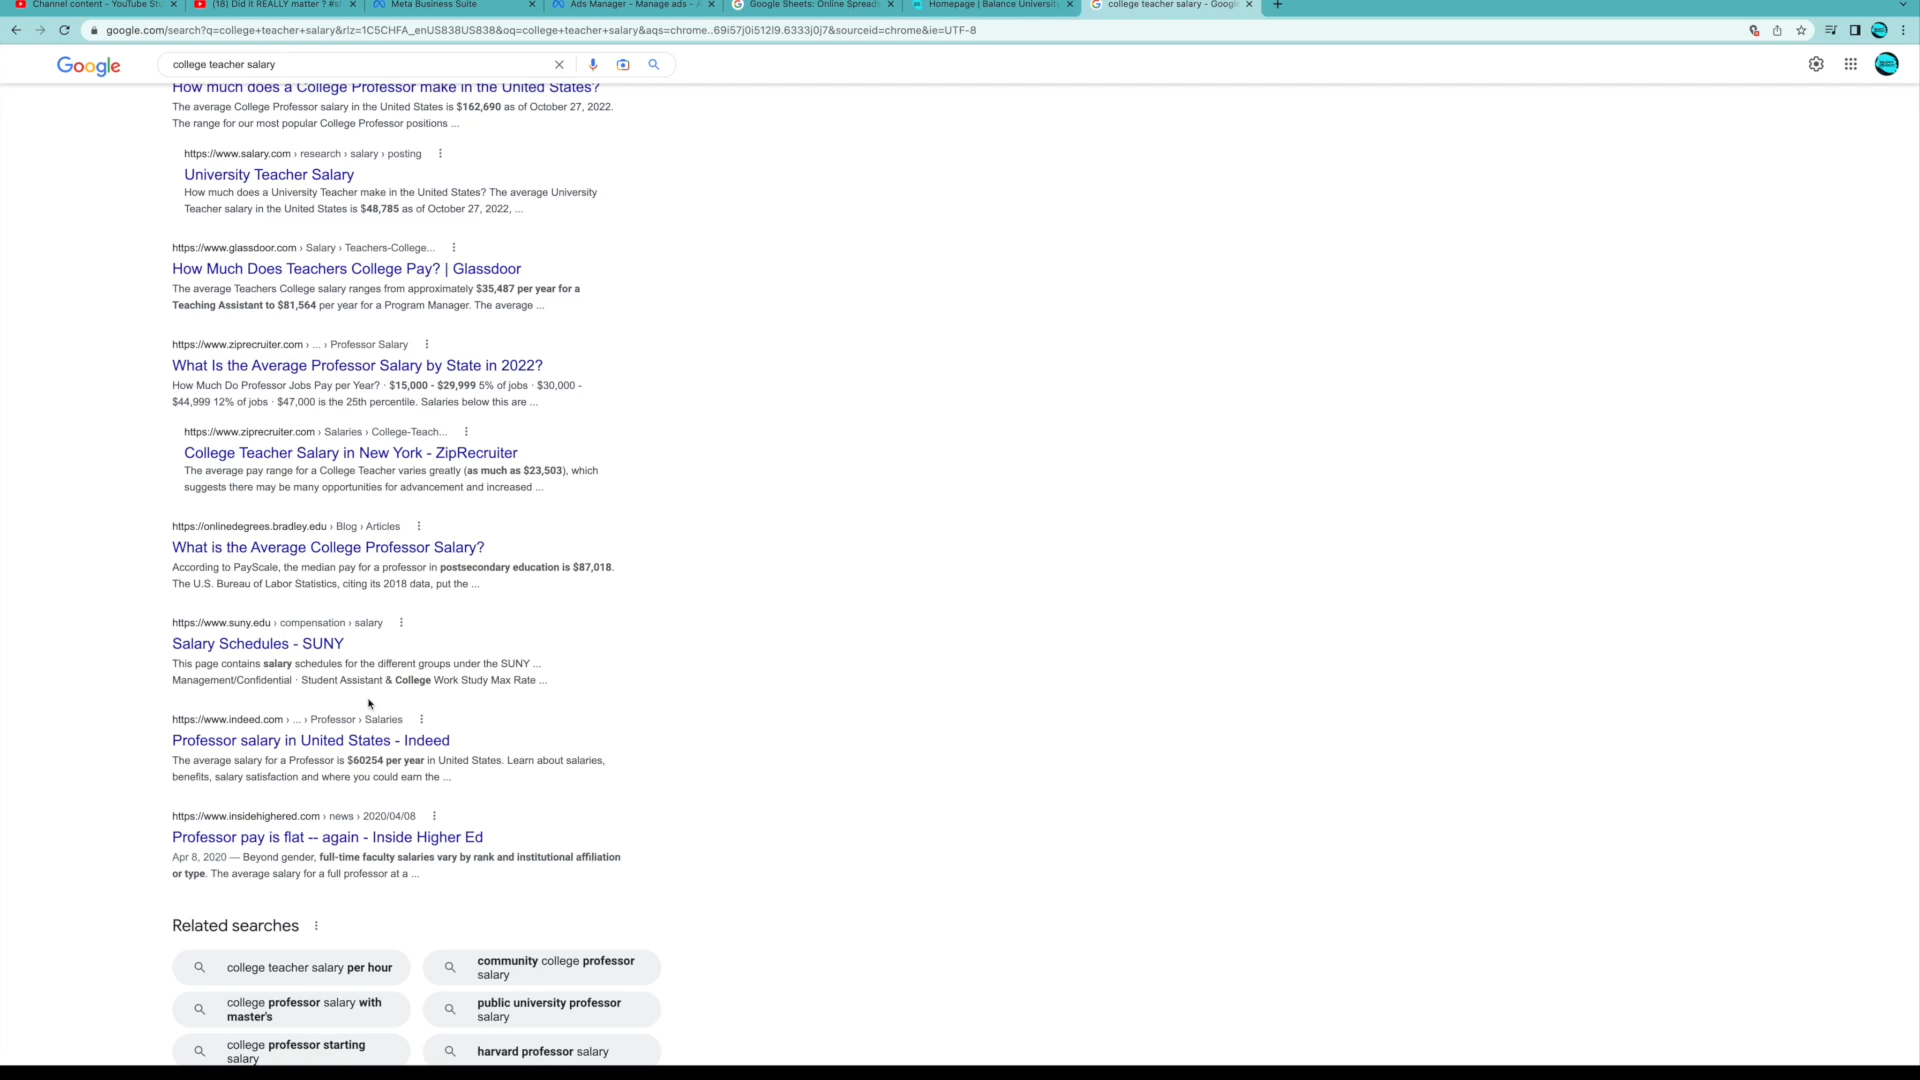 Channel content - YouTube Stu
(18) Did it REALLY matter ? #sh
Meta Business Suite
Ads Manager - Manage ads - A
Google Sheets: Online Spreads
Homepage | Balance University
college teacher salary - Google
google.com/search?q=college+teacher+salary&rlz=1C5CHFA_enUS838US838&oq=college+teacher+salary&aqs=chrome..69i57j0i512l9.6333j0j7&sourceid=chrome&ie=UTF-8
Google
college teacher salary
How much does a College Professor make in the United States?
The average College Professor salary in the United States is $162,690 as of October 27, 2022.
The range for our most popular College Professor positions ...
https://www.salary.com › research › salary › posting
University Teacher Salary
How much does a University Teacher make in the United States? The average University
Teacher salary in the United States is $48,785 as of October 27, 2022, ...
https://www.glassdoor.com › Salary › Teachers-College...
How Much Does Teachers College Pay? | Glassdoor
The average Teachers College salary ranges from approximately $35,487 per year for a
Teaching Assistant to $81,564 per year for a Program Manager. The average ...
https://www.ziprecruiter.com › ... › Professor Salary
What Is the Average Professor Salary by State in 2022?
How Much Do Professor Jobs Pay per Year? · $15,000 - $29,999 5% of jobs · $30,000 -
$44,999 12% of jobs · $47,000 is the 25th percentile. Salaries below this are ...
https://www.ziprecruiter.com › Salaries › College-Teach...
College Teacher Salary in New York - ZipRecruiter
The average pay range for a College Teacher varies greatly (as much as $23,503), which
suggests there may be many opportunities for advancement and increased ...
https://onlinedegrees.bradley.edu › Blog › Articles
What is the Average College Professor Salary?
According to PayScale, the median pay for a professor in postsecondary education is $87,018.
The U.S. Bureau of Labor Statistics, citing its 2018 data, put the ...
https://www.suny.edu › compensation › salary
Salary Schedules - SUNY
This page contains salary schedules for the different groups under the SUNY ...
Management/Confidential · Student Assistant & College Work Study Max Rate ...
https://www.indeed.com › ... › Professor › Salaries
Professor salary in United States - Indeed
The average salary for a Professor is $60254 per year in United States. Learn about salaries,
benefits, salary satisfaction and where you could earn the ...
https://www.insidehighered.com › news › 2020/04/08
Professor pay is flat -- again - Inside Higher Ed
Apr 8, 2020 — Beyond gender, full-time faculty salaries vary by rank and institutional affiliation
or type. The average salary for a full professor at a ...
Related searches
college teacher salary per hour
community college professor
salary
college professor salary with
master's
public university professor
salary
college professor starting
salary
harvard professor salary